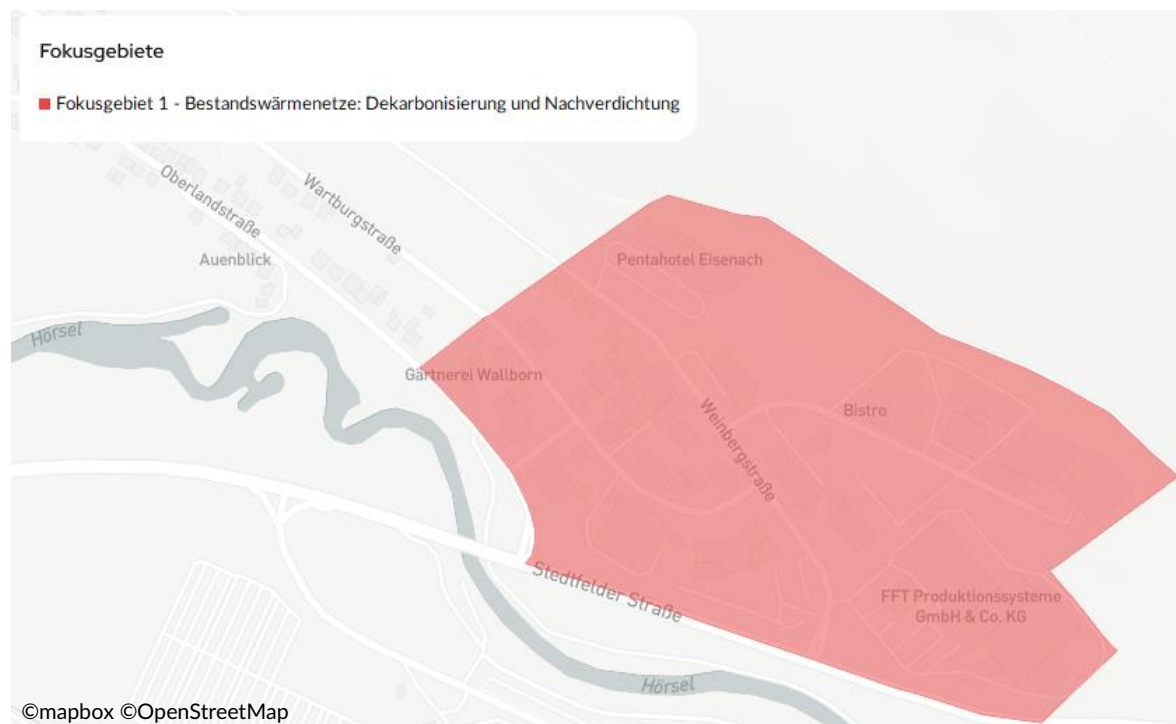 Fokusgebiete
Fokusgebiet 1 - Bestandswärmenetze: Dekarbonisierung und Nachverdichtung
Oberlandstraße
Wartburgstraße
Auenblick
Pentahotel Eisenach
Hörsel
Gärtnerei Wallborn
Weinbergstraße
Bistro
Stedtfelder Straße
FFT Produktionssysteme
GmbH & Co. KG
Hörsel
©mapbox ©OpenStreetMap